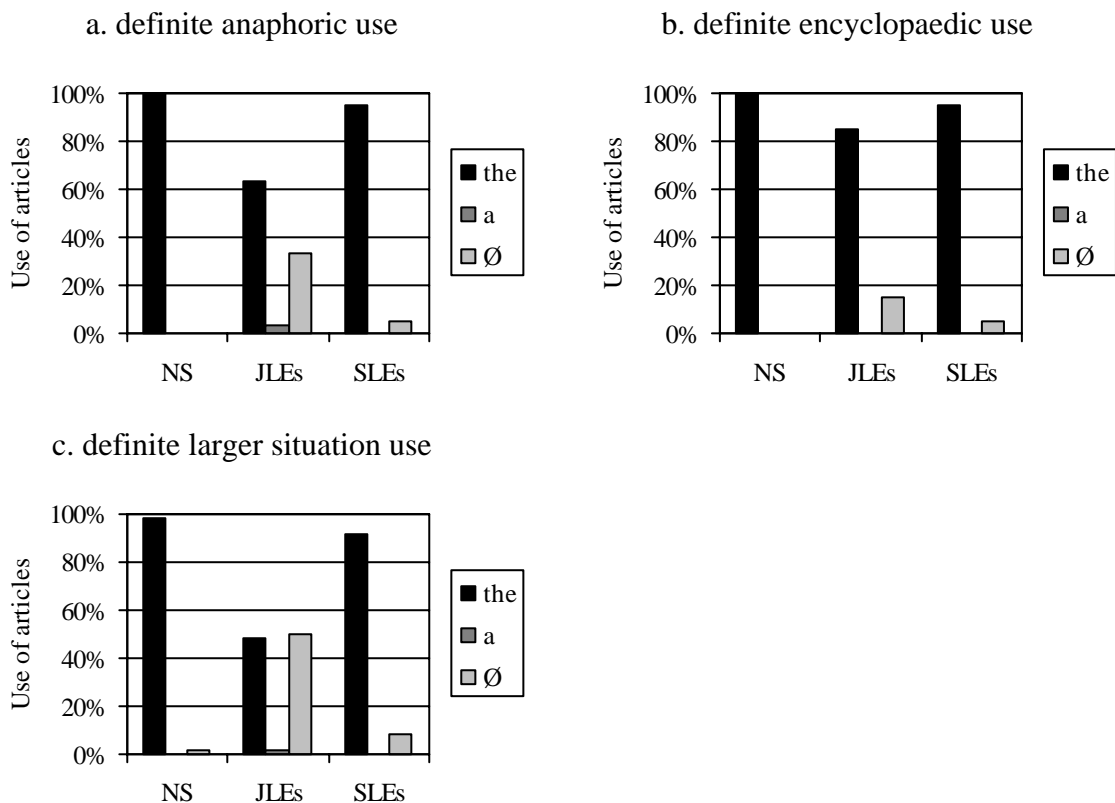 a. definite anaphoric use
Use of articles
100%
80%
60%
40%
20%
0%
NS JLEs SLEs
the
a
Ø
b. definite encyclopaedic use
Use of articles
100%
80%
60%
40%
20%
0%
NS JLEs SLEs
the
a
Ø
c. definite larger situation use
Use of articles
100%
80%
60%
40%
20%
0%
NS JLEs SLEs
the
a
Ø